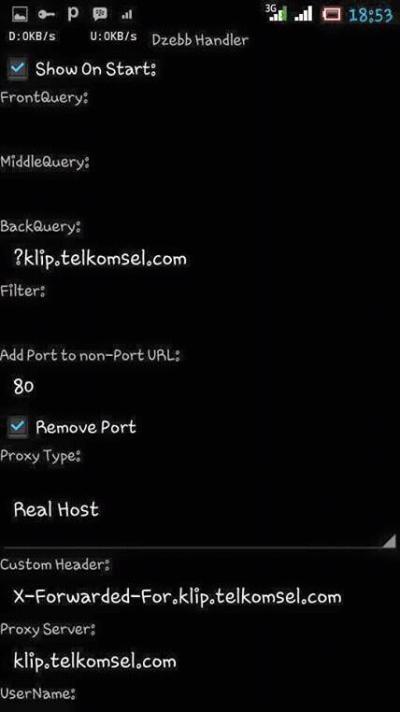 3G 18:53
D:0KB/s U:0KB/s Dzebb Handler
Show On Start:
FrontQuery:
MiddleQuery:
BackQuery:
?klip.telkomsel.com
Filter:
Add Port to non-Port URL:
80
Remove Port
Proxy Type:
Real Host
Custom Header:
X-Forwarded-For.klip.telkomsel.com
Proxy Server:
klip.telkomsel.com
UserName: